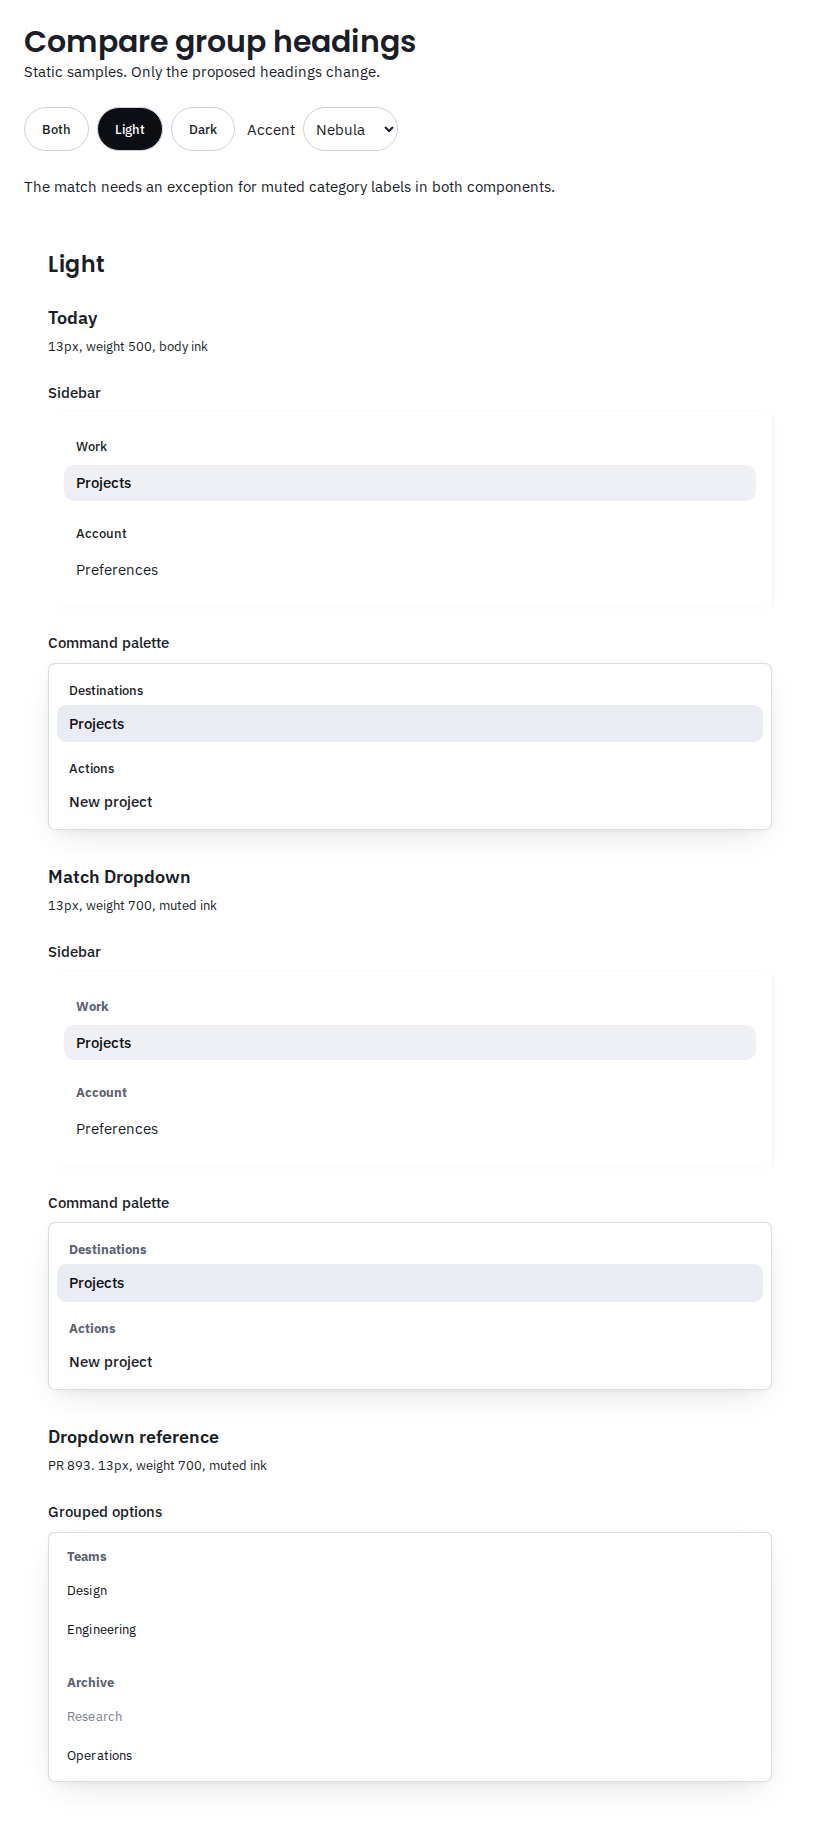 Compare group headings
Static samples. Only the proposed headings change.
Both Light Dark Accent Nebula
The match needs an exception for muted category labels in both components.
Light
Today
13px, weight 500, body ink
Sidebar
Work
Projects
Account
Preferences
Command palette
Destinations
Projects
Actions
New project
Match Dropdown
13px, weight 700, muted ink
Sidebar
Work
Projects
Account
Preferences
Command palette
Destinations
Projects
Actions
New project
Dropdown reference
PR 893. 13px, weight 700, muted ink
Grouped options
Teams
Design
Engineering
Archive
Research
Operations